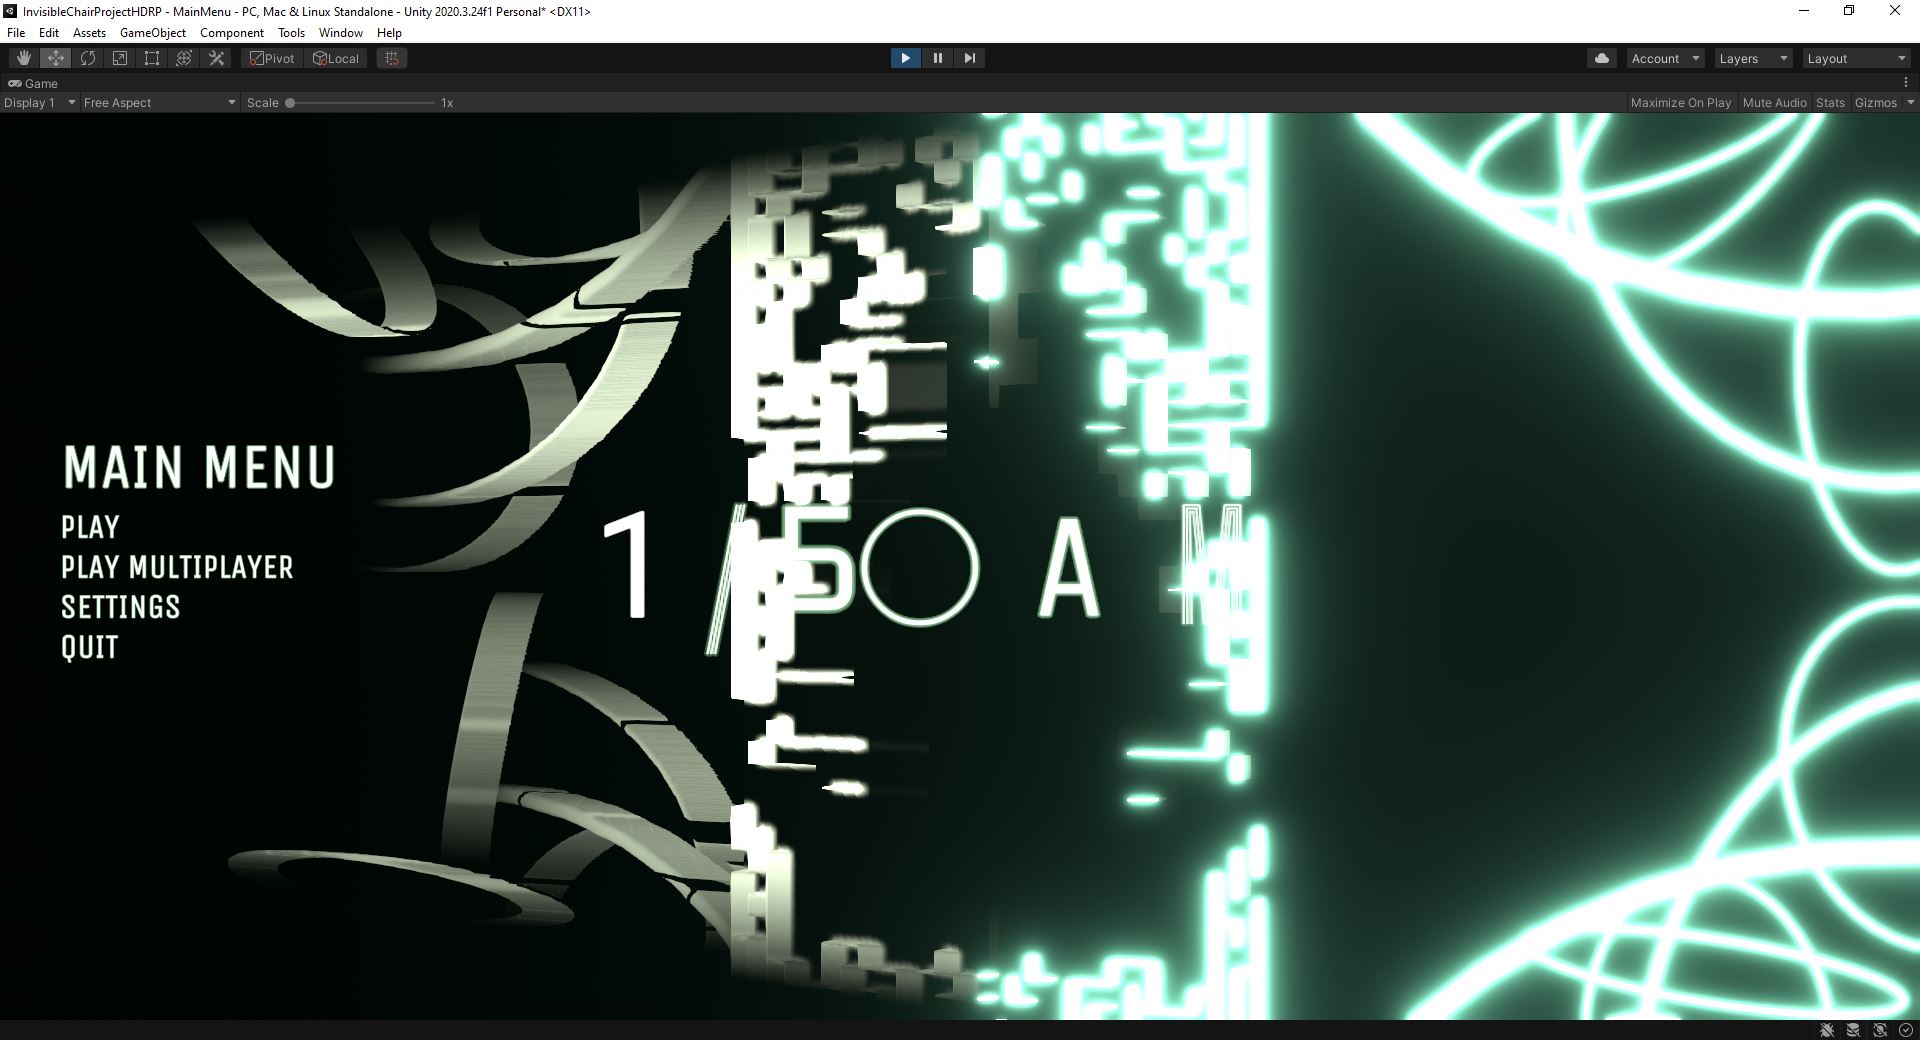 InvisibleChairProjectHDRP - MainMenu - PC, Mac & Linux Standalone - Unity 2020.3.24f1 Personal* <DX11>
File Edit Assets GameObject Component Tools Window Help
Pivot Local Account Layers Layout
Game
Display 1 Free Aspect Scale 1x Maximize On Play Mute Audio Stats Gizmos
MAIN MENU
PLAY
PLAY MULTIPLAYER
SETTINGS
QUIT
1/5O A M